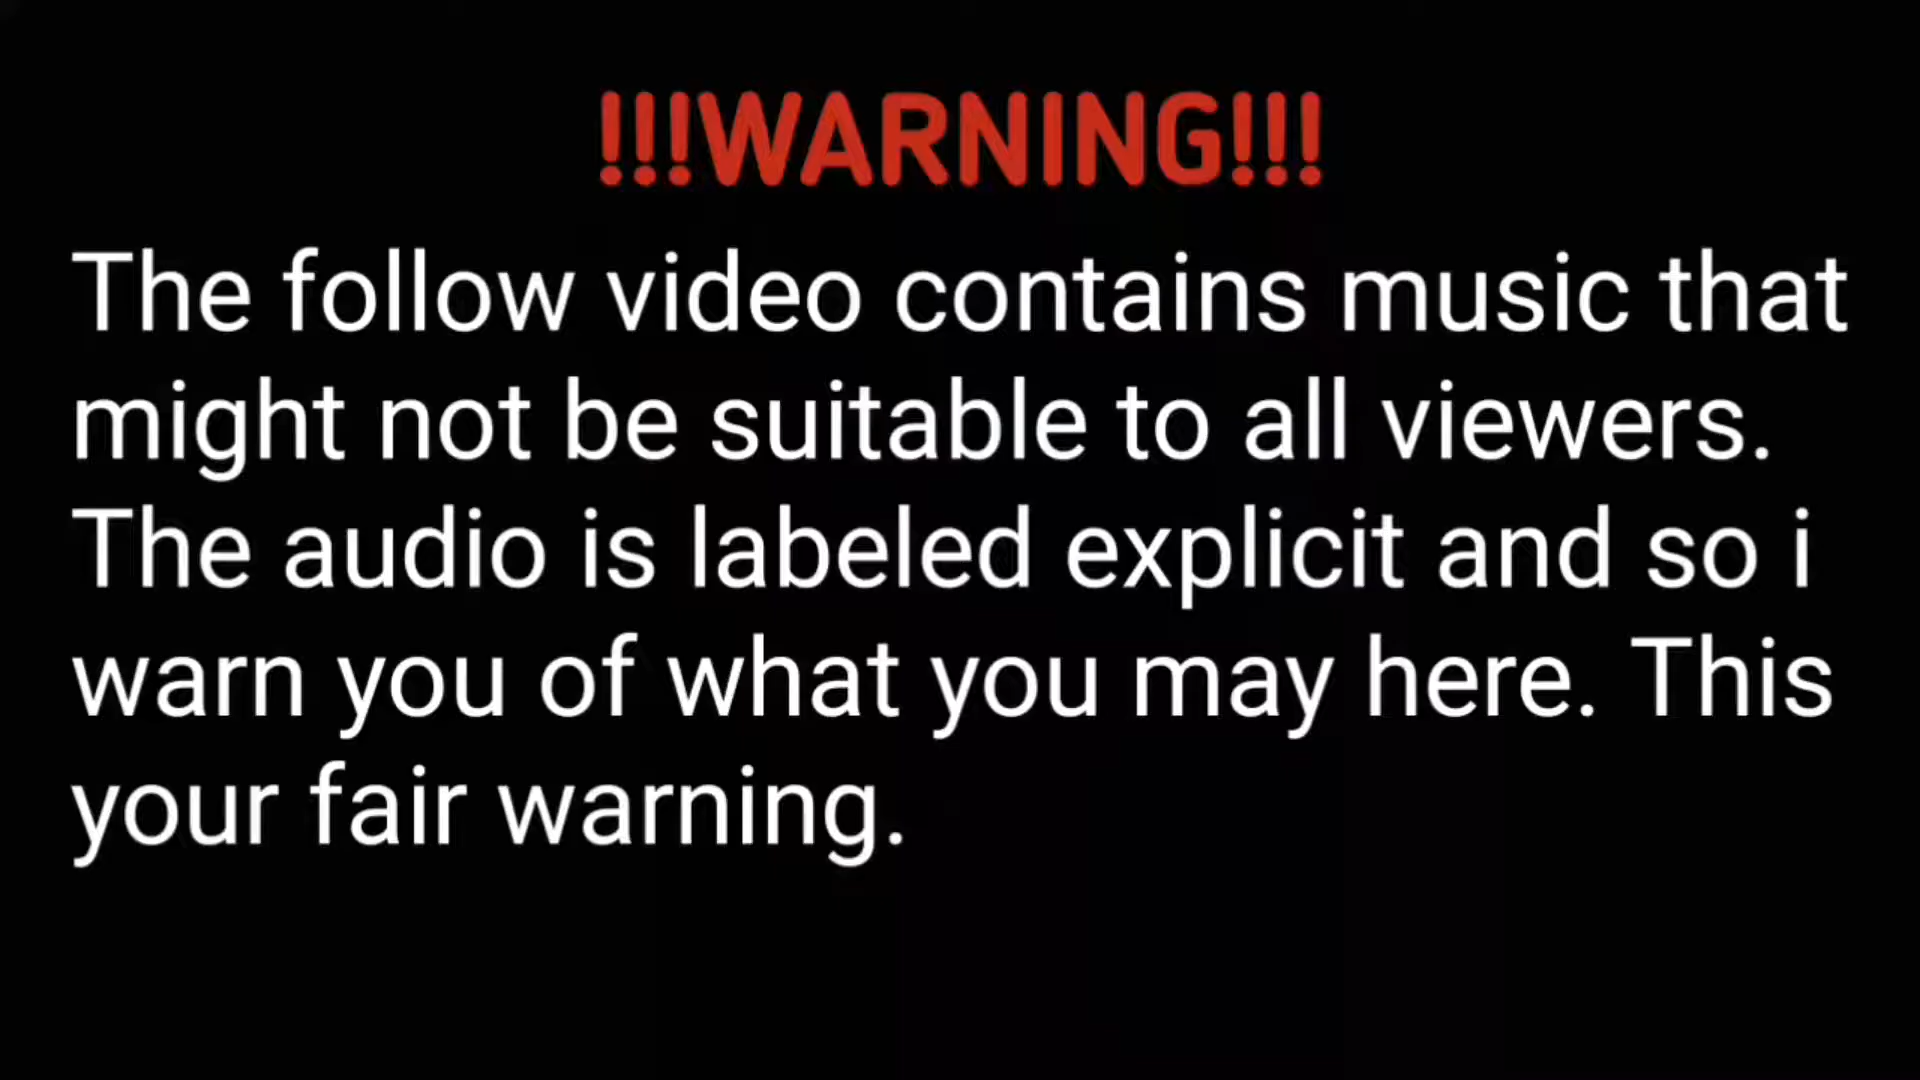 !!!WARNING!!!
The follow video contains music that
might not be suitable to all viewers.
The audio is labeled explicit and so i
warn you of what you may here. This
your fair warning.